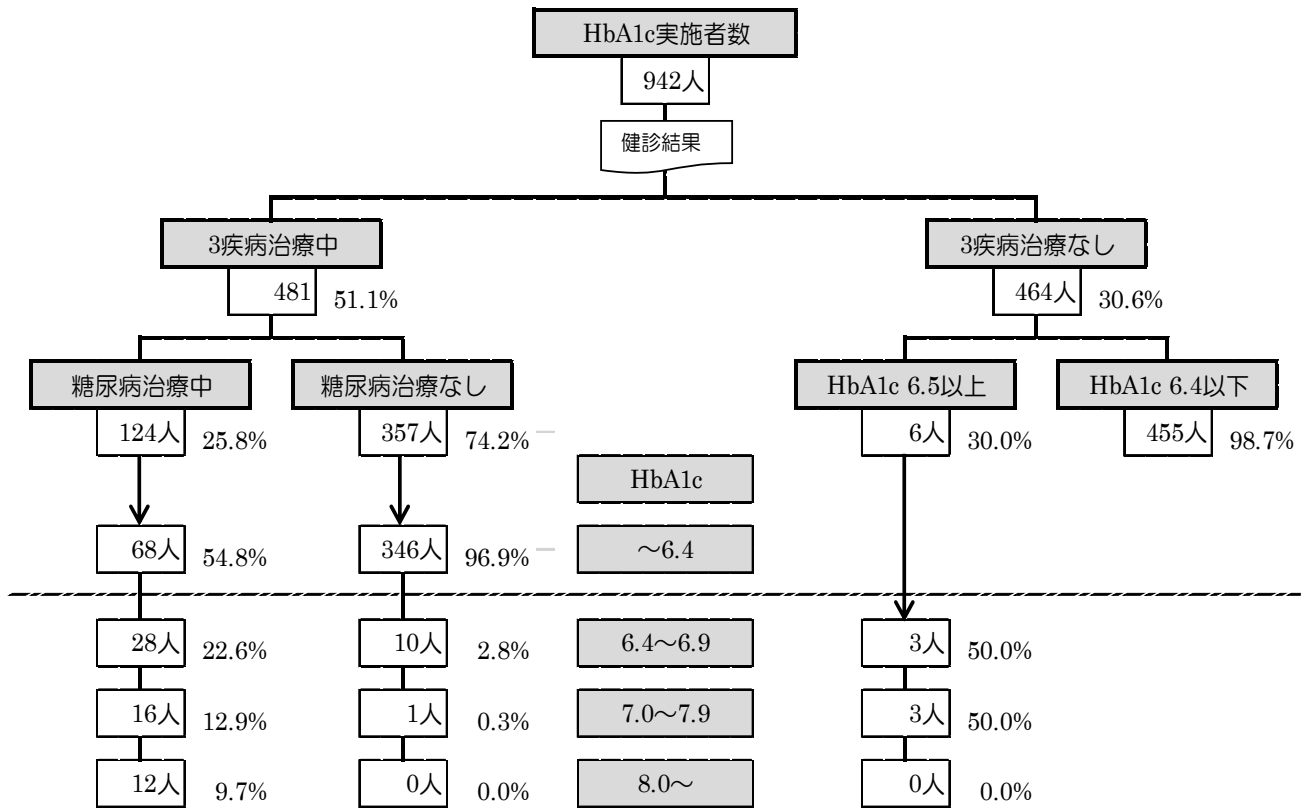 HbA1c実施者数
942人
健診結果
3疾病治療中
3疾病治療なし
481 51.1%
464人 30.6%
糖尿病治療中
糖尿病治療なし
HbA1c 6.5以上
HbA1c 6.4以下
124人 25.8%
357人 74.2%
6人 30.0%
455人 98.7%
HbA1c
68人 54.8%
346人 96.9%
～6.4
28人 22.6%
10人 2.8%
6.4～6.9
3人 50.0%
16人 12.9%
1人 0.3%
7.0～7.9
3人 50.0%
12人 9.7%
0人 0.0%
8.0～
0人 0.0%